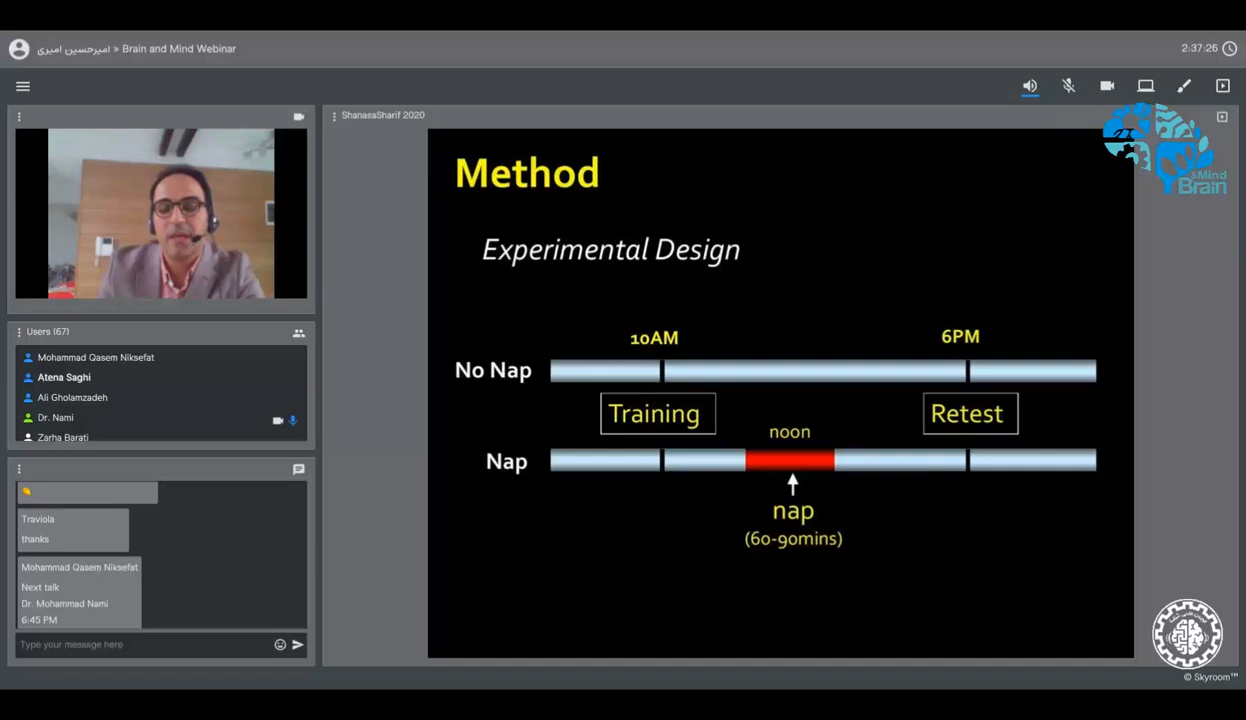 امیرحسین امیری » Brain and Mind Webinar
2:37:26
ShanasaSharif 2020
&Mind
Brain
Method
Experimental Design
10AM
6PM
No Nap
Training
Retest
noon
Nap
nap
(60-90mins)
Users (67)
Mohammad Qasem Niksefat
Atena Saghi
Ali Gholamzadeh
Dr. Nami
Zarha Barati
Traviola
thanks
Mohammad Qasem Niksefat
Next talk
Dr. Mohammad Nami
6:45 PM
Type your message here
© Skyroom™